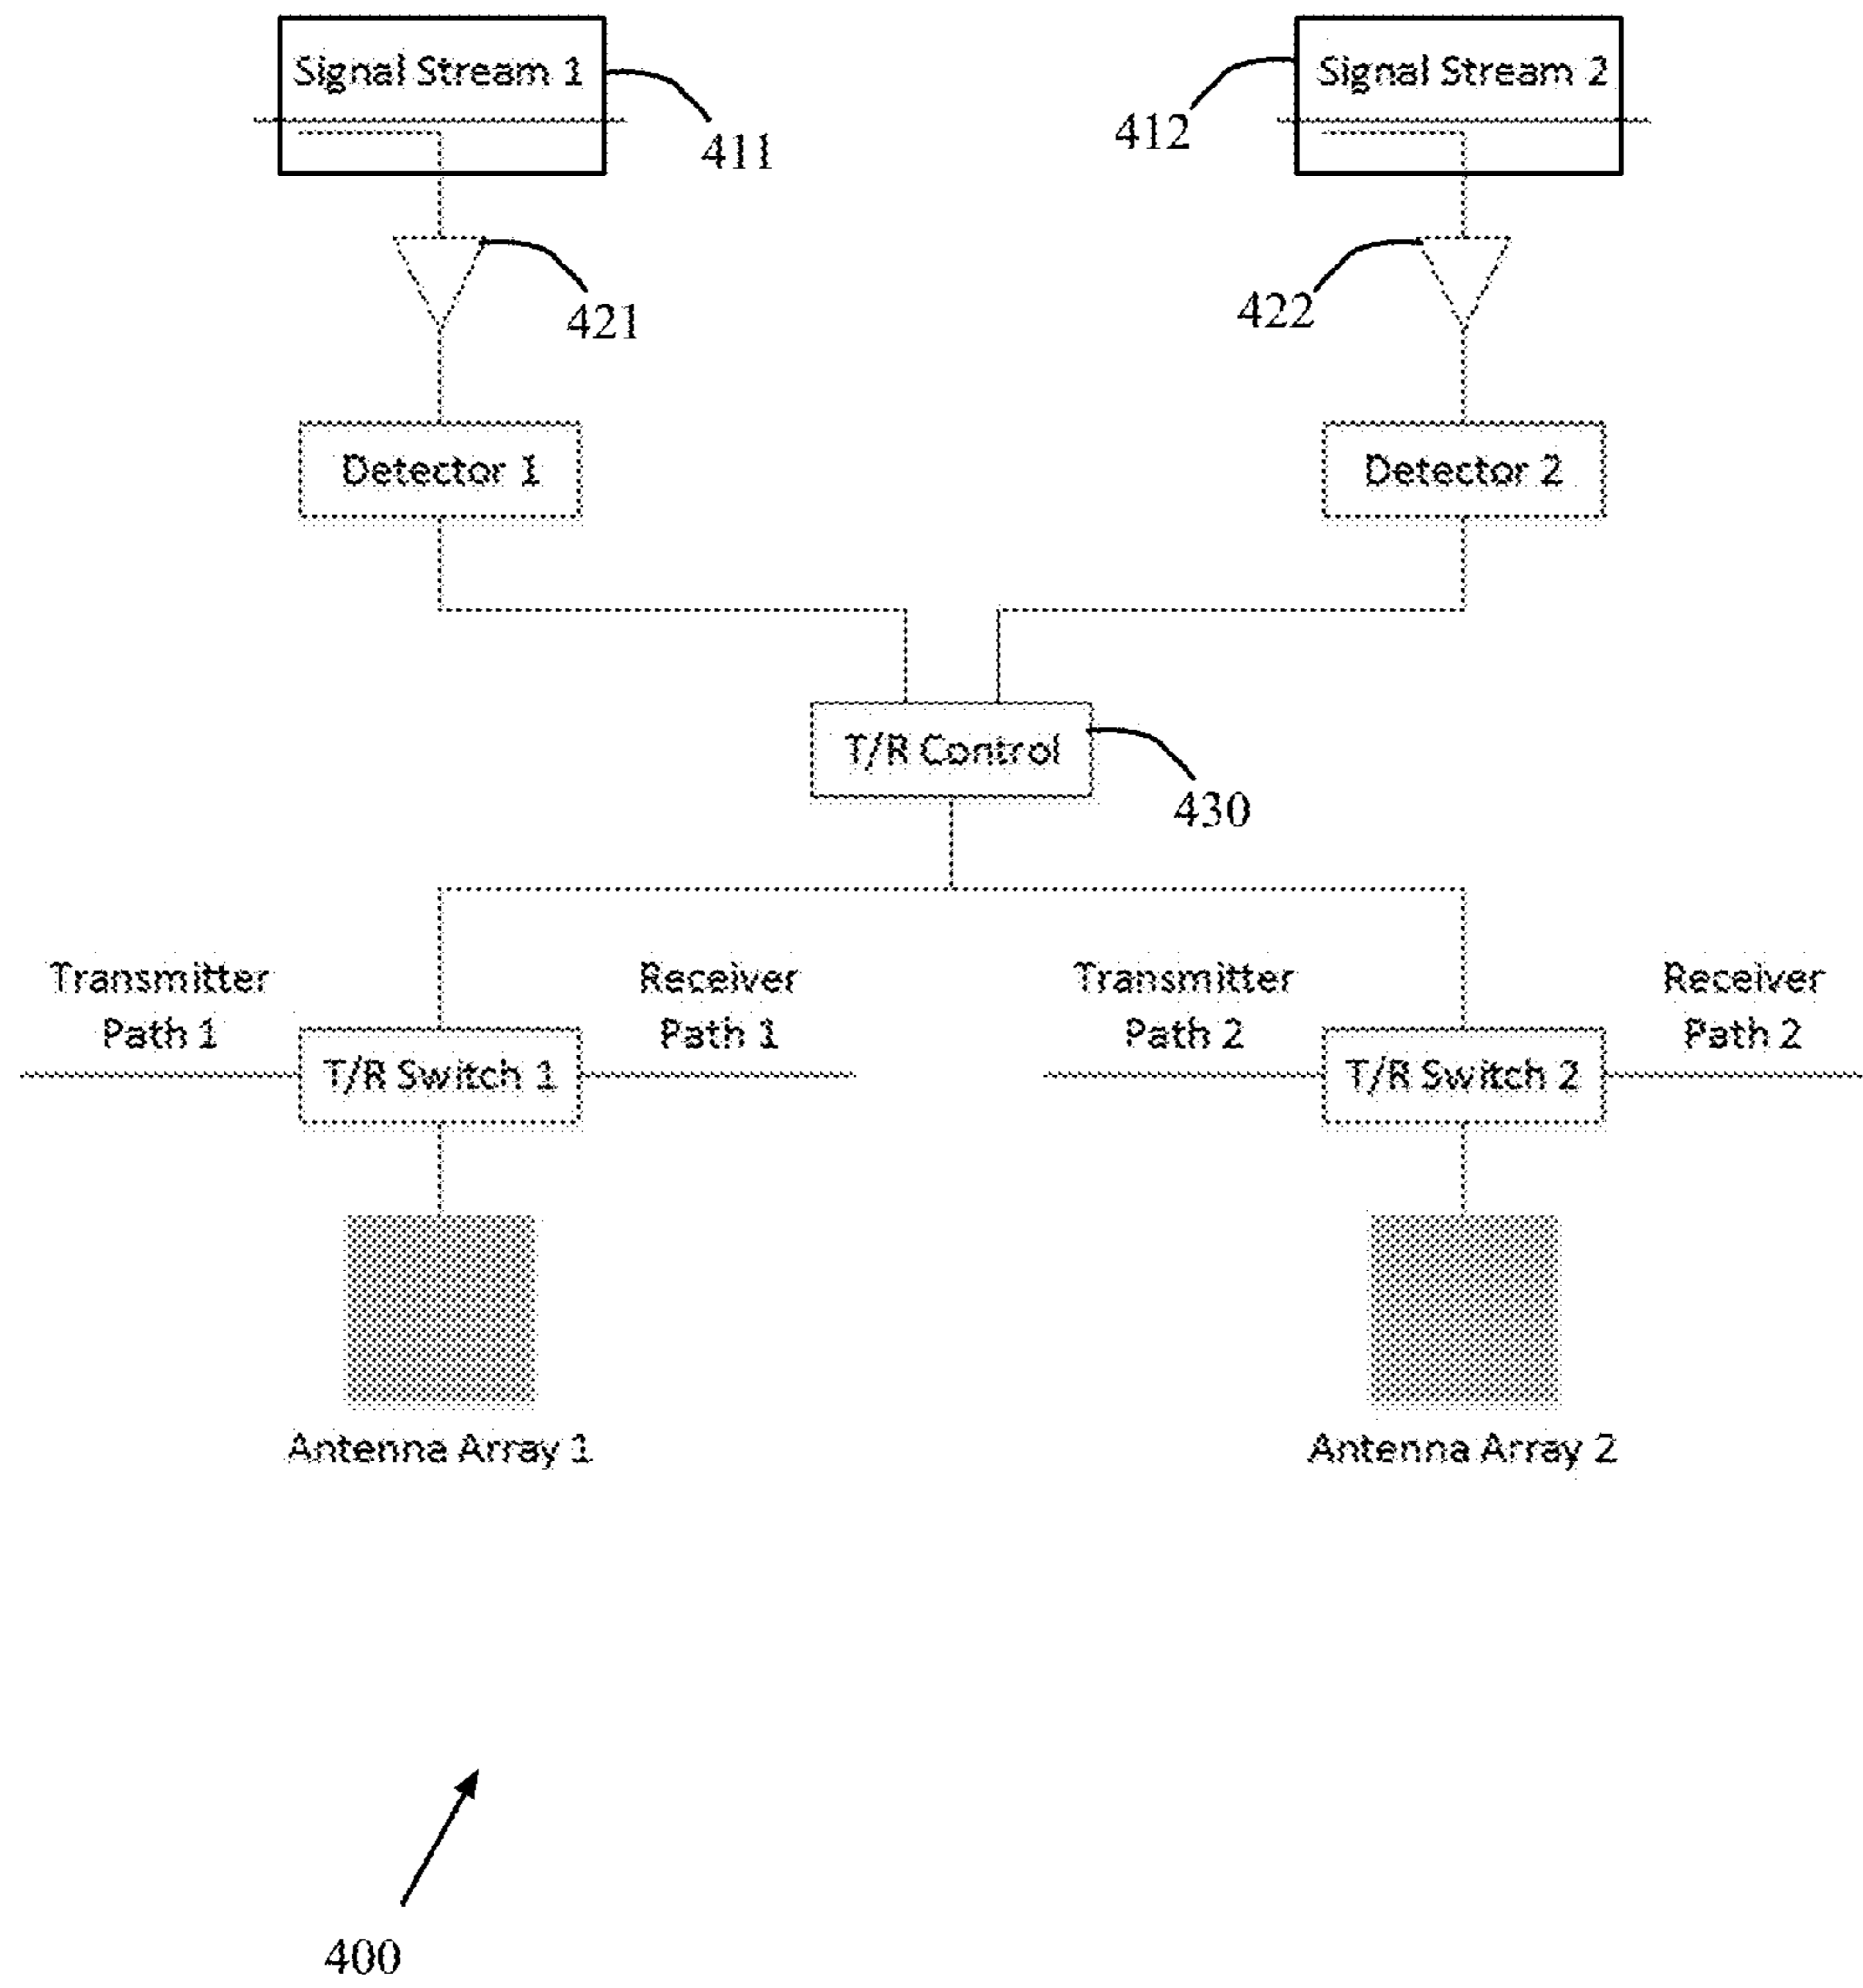 Signal Stream 1
Signal Stream 2
411
412
421
422
Detector 1
Detector 2
T/R Control
430
Transmitter
Path 1
Receiver
Path 1
Transmitter
Path 2
Receiver
Path 2
T/R Switch 1
T/R Switch 2
Antenna Array 1
Antenna Array 2
400